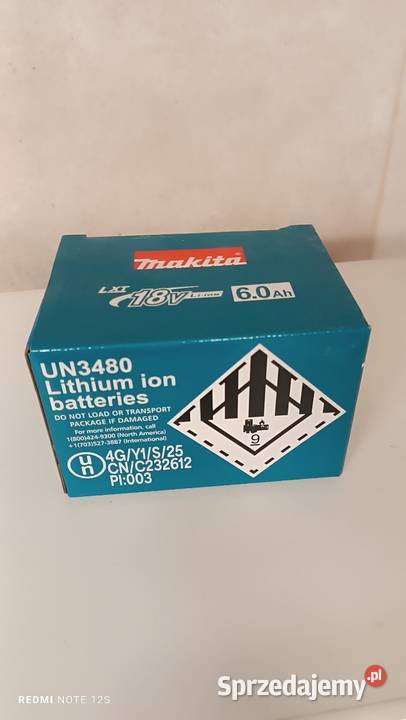 makita
LXT 18V Li-ion 6.0Ah
UN3480
Lithium ion
batteries
DO NOT LOAD OR TRANSPORT
PACKAGE IF DAMAGED
For more information, call
1(800)424-9300 (North America)
+1(703)527-3887 (International)
un
4G/Y1/S/25
CN/C232612
PI:003
9
REDMI NOTE 12S
Sprzedajemy.pl